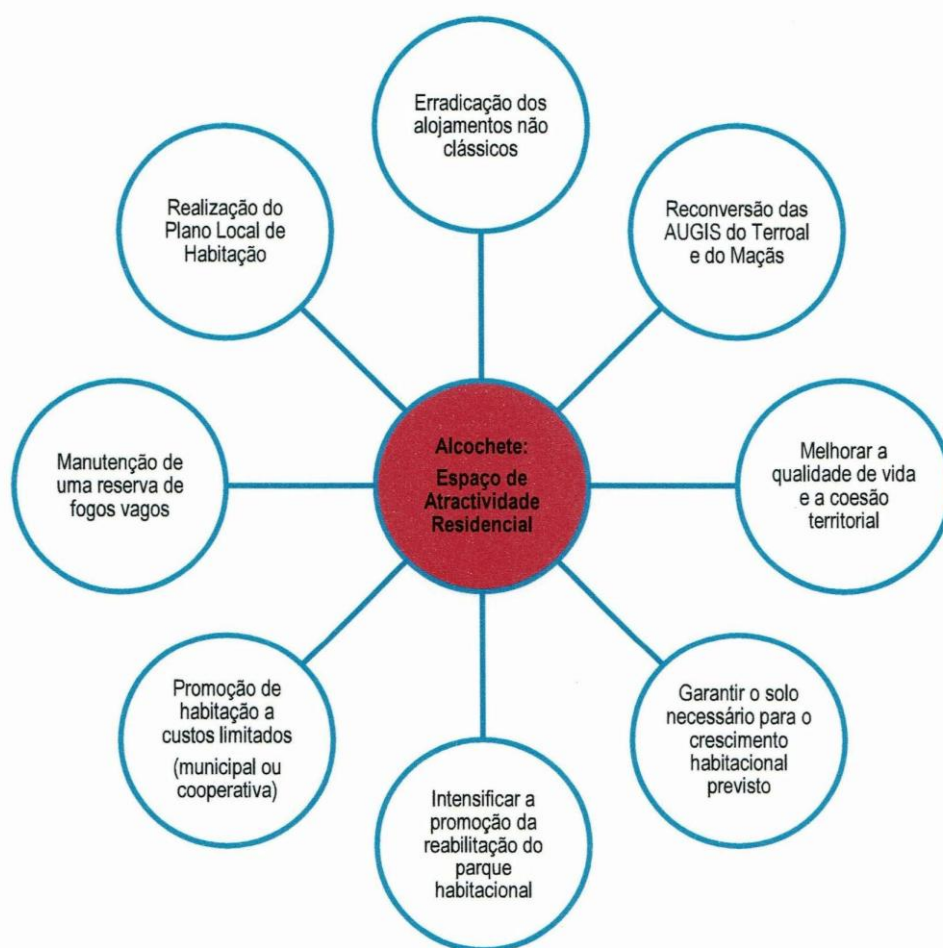 Erradicação dos
alojamentos não
clássicos
Reconversão das
AUGIS do Terroal
e do Maçãs
Melhorar a
qualidade de vida
e a coesão
territorial
Garantir o solo
necessário para o
crescimento
habitacional
previsto
Intensificar a
promoção da
reabilitação do
parque
habitacional
Promoção de
habitação a
custos limitados
(municipal ou
cooperativa)
Manutenção de
uma reserva de
fogos vagos
Realização do
Plano Local de
Habitação
Alcochete:
Espaço de
Atractividade
Residencial